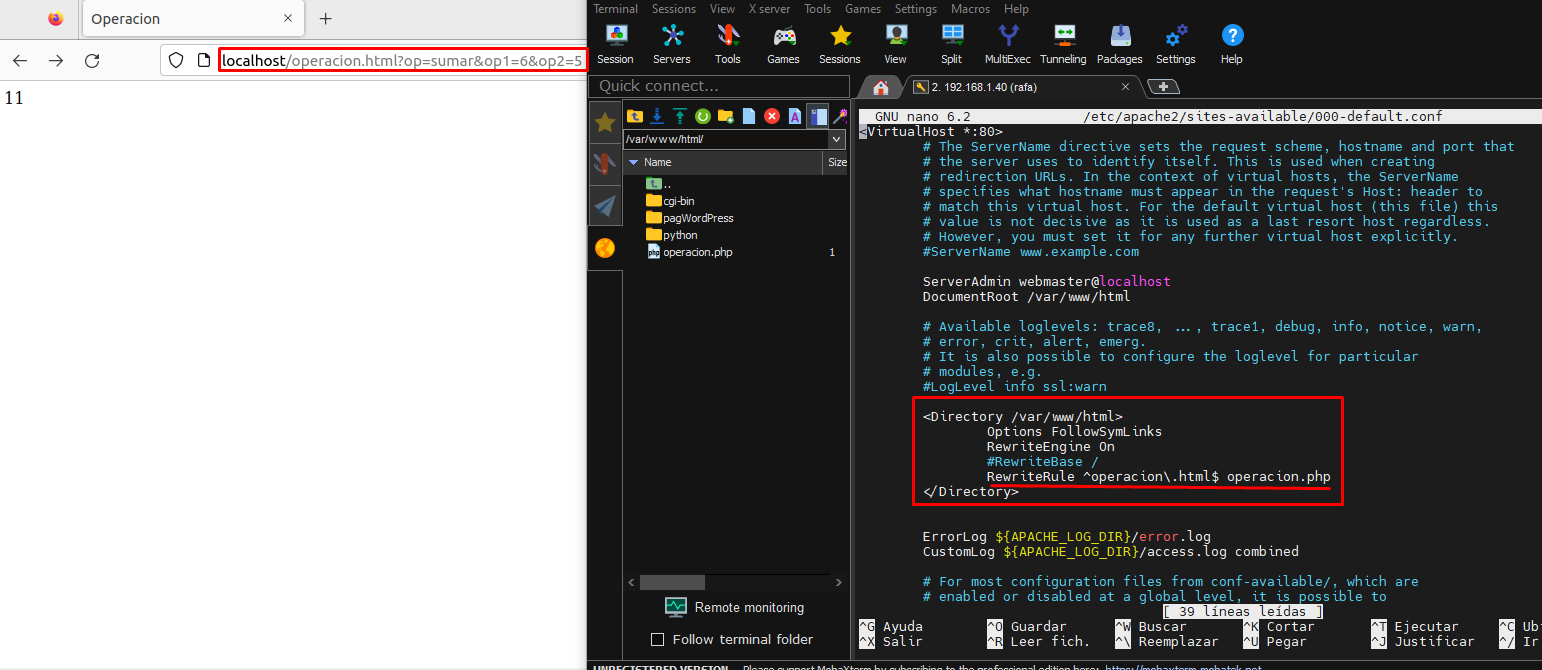 Operacion
localhost/operacion.html?op=sumar&op1=6&op2=5
11
Terminal Sessions View X server Tools Games Settings Macros Help
Session Servers Tools Games Sessions View Split MultiExec Tunneling Packages Settings Help
Quick connect...
2. 192.168.1.40 (rafa)
/var/www/html/
Name Size
..
cgi-bin
pagWordPress
python
operacion.php 1
Remote monitoring
Follow terminal folder
GNU nano 6.2 /etc/apache2/sites-available/000-default.conf
<VirtualHost *:80>
# The ServerName directive sets the request scheme, hostname and port that
# the server uses to identify itself. This is used when creating
# redirection URLs. In the context of virtual hosts, the ServerName
# specifies what hostname must appear in the request's Host: header to
# match this virtual host. For the default virtual host (this file) this
# value is not decisive as it is used as a last resort host regardless.
# However, you must set it for any further virtual host explicitly.
#ServerName www.example.com
ServerAdmin webmaster@localhost
DocumentRoot /var/www/html
# Available loglevels: trace8, ..., trace1, debug, info, notice, warn,
# error, crit, alert, emerg.
# It is also possible to configure the loglevel for particular
# modules, e.g.
#LogLevel info ssl:warn
<Directory /var/www/html>
Options FollowSymLinks
RewriteEngine On
#RewriteBase /
RewriteRule ^operacion\.html$ operacion.php
</Directory>
ErrorLog ${APACHE_LOG_DIR}/error.log
CustomLog ${APACHE_LOG_DIR}/access.log combined
# For most configuration files from conf-available/, which are
# enabled or disabled at a global level, it is possible to
[ 39 líneas leídas ]
^G Ayuda ^O Guardar ^W Buscar ^K Cortar ^T Ejecutar ^C Ubi
^X Salir ^R Leer fich. ^\ Reemplazar ^U Pegar ^J Justificar ^/ Ir
UNREGISTERED VERSION - Please support MobaXterm by subscribing to the professional edition here: https://mobaxterm.mobatek.net